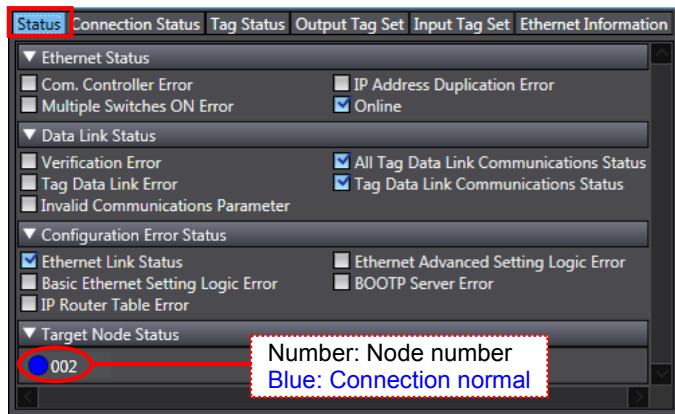 Status Connection Status Tag Status Output Tag Set Input Tag Set Ethernet Information
▼ Ethernet Status
Com. Controller Error IP Address Duplication Error
Multiple Switches ON Error Online
▼ Data Link Status
Verification Error All Tag Data Link Communications Status
Tag Data Link Error Tag Data Link Communications Status
Invalid Communications Parameter
▼ Configuration Error Status
Ethernet Link Status Ethernet Advanced Setting Logic Error
Basic Ethernet Setting Logic Error BOOTP Server Error
IP Router Table Error
▼ Target Node Status
002
Number: Node number
Blue: Connection normal